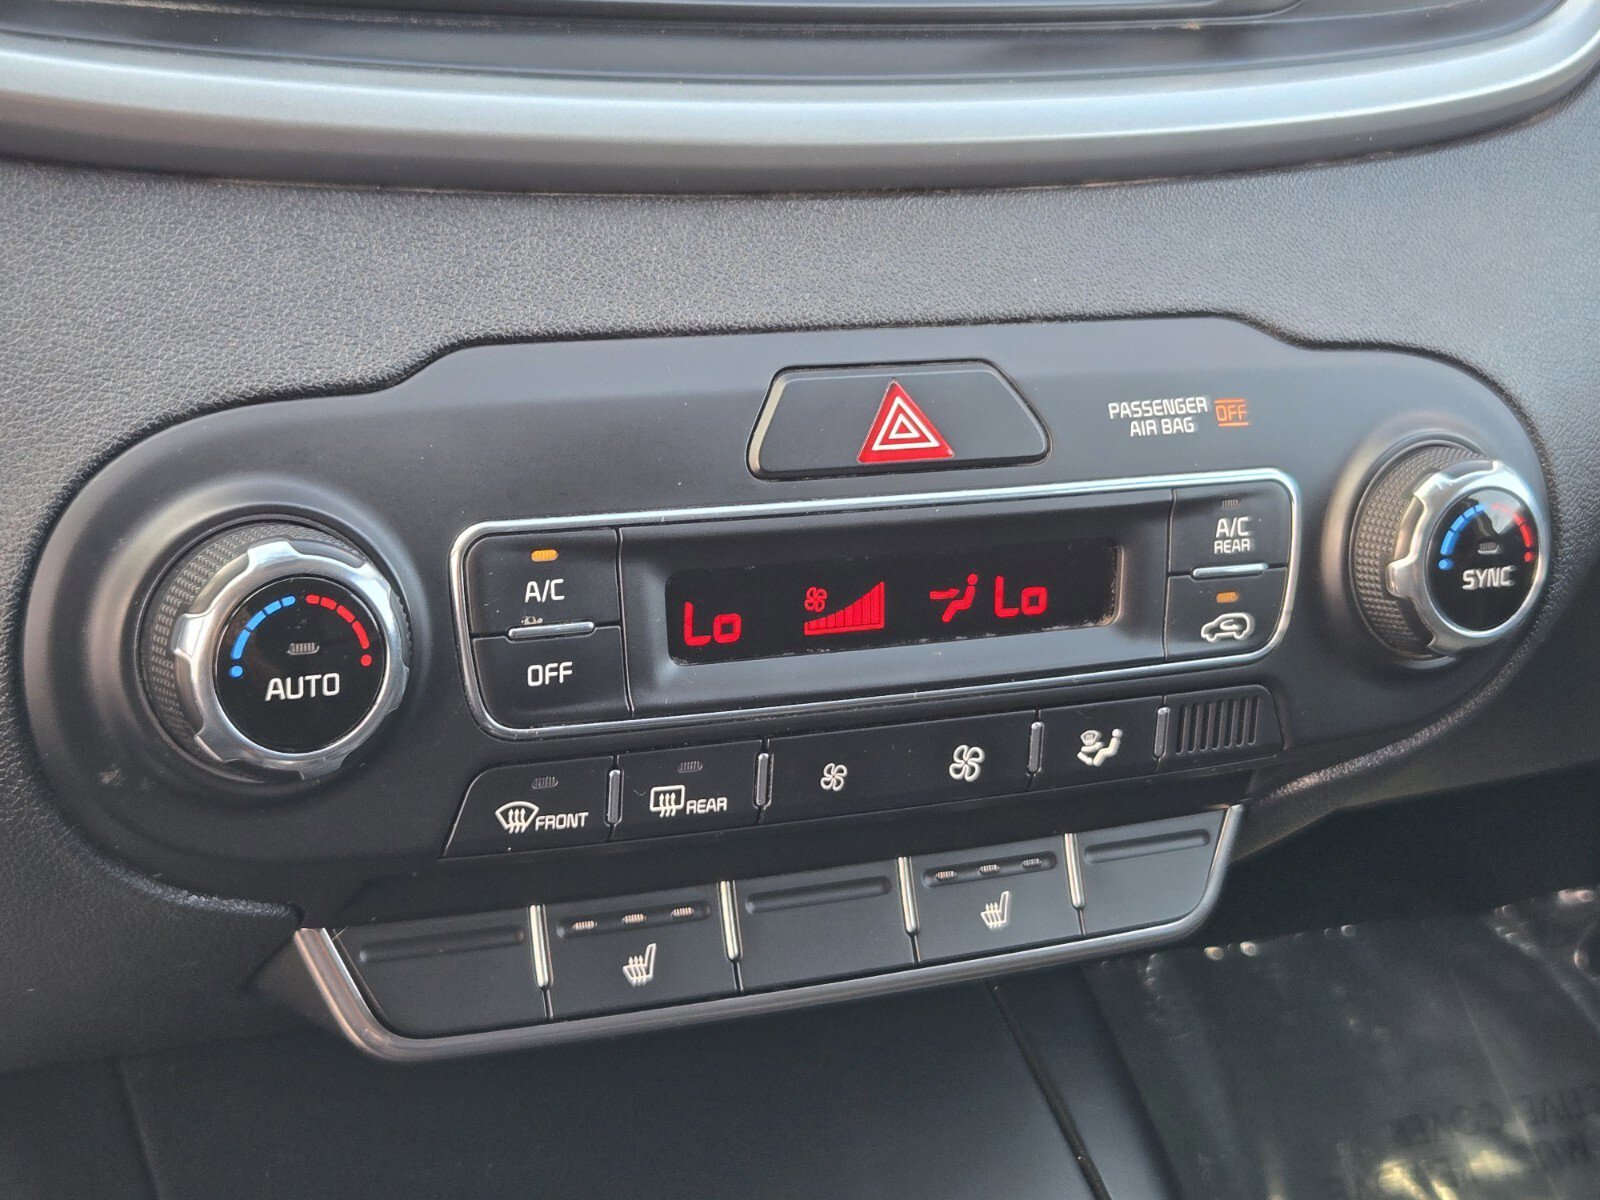 PASSENGER
AIR BAG OFF
A/C
OFF
Lo
Lo
A/C
REAR
AUTO
SYNC
FRONT
REAR